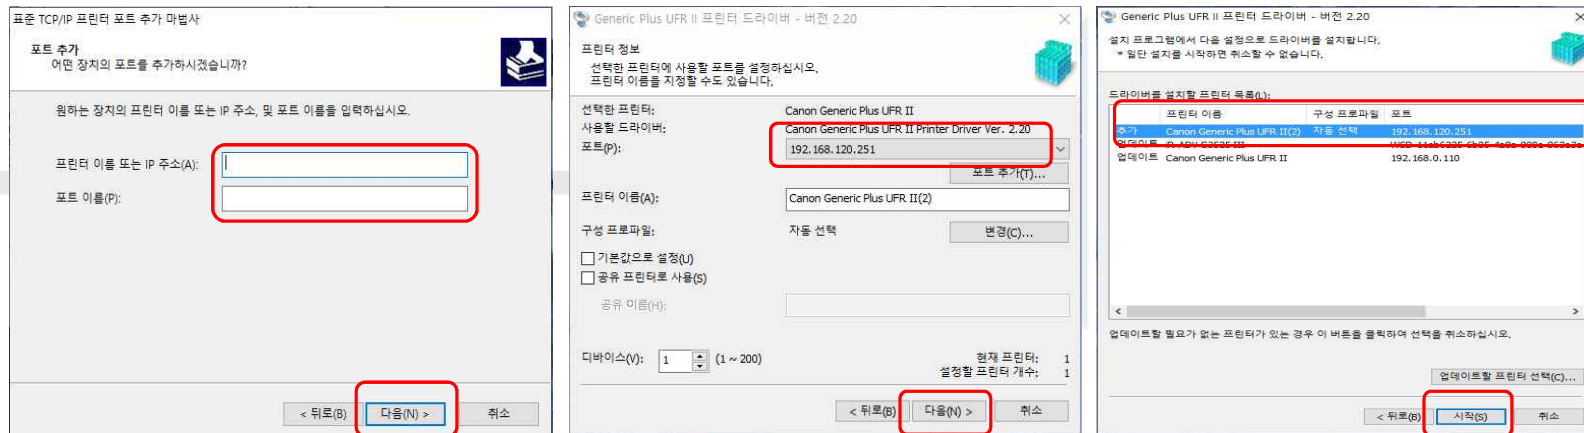 표준 TCP/IP 프린터 포트 추가 마법사
포트 추가
어떤 장치의 포트를 추가하시겠습니까?
원하는 장치의 프린터 이름 또는 IP 주소, 및 포트 이름을 입력하십시오.
프린터 이름 또는 IP 주소(A):
포트 이름(P):
< 뒤로(B) 다음(N) > 취소
Generic Plus UFR II 프린터 드라이버 - 버전 2.20
프린터 정보
선택한 프린터에 사용할 포트를 설정하십시오.
프린터 이름을 지정할 수도 있습니다.
선택한 프린터: Canon Generic Plus UFR II
사용할 드라이버: Canon Generic Plus UFR II Printer Driver Ver. 2.20
포트(P): 192.168.120.251
포트 추가(T)...
프린터 이름(A): Canon Generic Plus UFR II(2)
구성 프로파일: 자동 선택 변경(C)...
기본값으로 설정(U)
공유 프린터로 사용(S)
공유 이름(H):
디바이스(V): 1 (1 ~ 200) 현재 프린터: 1
설정할 프린터 개수: 1
< 뒤로(B) 다음(N) > 취소
Generic Plus UFR II 프린터 드라이버 - 버전 2.20
설치 프로그램에서 다음 설정으로 드라이버를 설치합니다.
* 일단 설치를 시작하면 취소할 수 없습니다.
드라이버를 설치할 프린터 목록(L):
프린터 이름 구성 프로파일 포트
추가 Canon Generic Plus UFR II(2) 자동 선택 192.168.120.251
업데이트
업데이트 Canon Generic Plus UFR II 192.168.0.110
업데이트할 필요가 없는 프린터가 있는 경우 이 버튼을 클릭하여 선택을 취소하십시오.
업데이트할 프린터 선택(C)...
< 뒤로(B) 시작(S) 취소